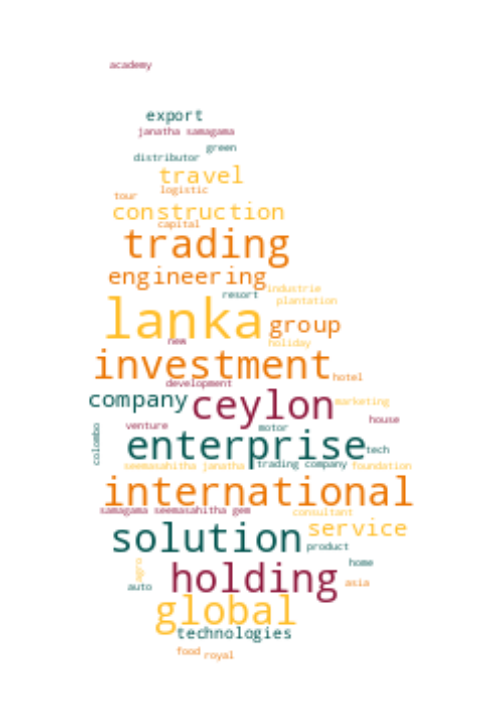 academy
export
janatha samagama
green
distributor
travel
logistic
tour
construction
capital
trading
engineering
industrie
resort
plantation
lanka
group
new
holiday
investment
hotel
development
company
ceylon
marketing
house
venture
motor
colombo
enterprise
tech
seemasahitha janatha
trading company
foundation
international
samagama seemasahitha gem
consultant
solution
service
product
home
agro
holding
auto
asia
global
technologies
food
royal